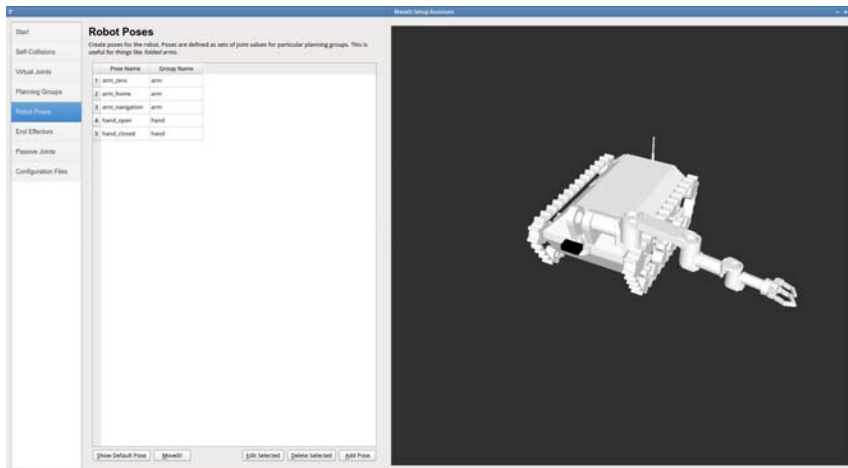 MoveIt Setup Assistant
Start
Self-Collisions
Virtual Joints
Planning Groups
Robot Poses
End Effectors
Passive Joints
Configuration Files
Robot Poses
Create poses for the robot. Poses are defined as sets of joint values for particular planning groups. This is
useful for things like folded arms.
Pose Name Group Name
1 arm_zero arm
2 arm_home arm
3 arm_navigation arm
4 hand_open hand
5 hand_closed hand
Show Default Pose MoveIt! Edit Selected Delete Selected Add Pose